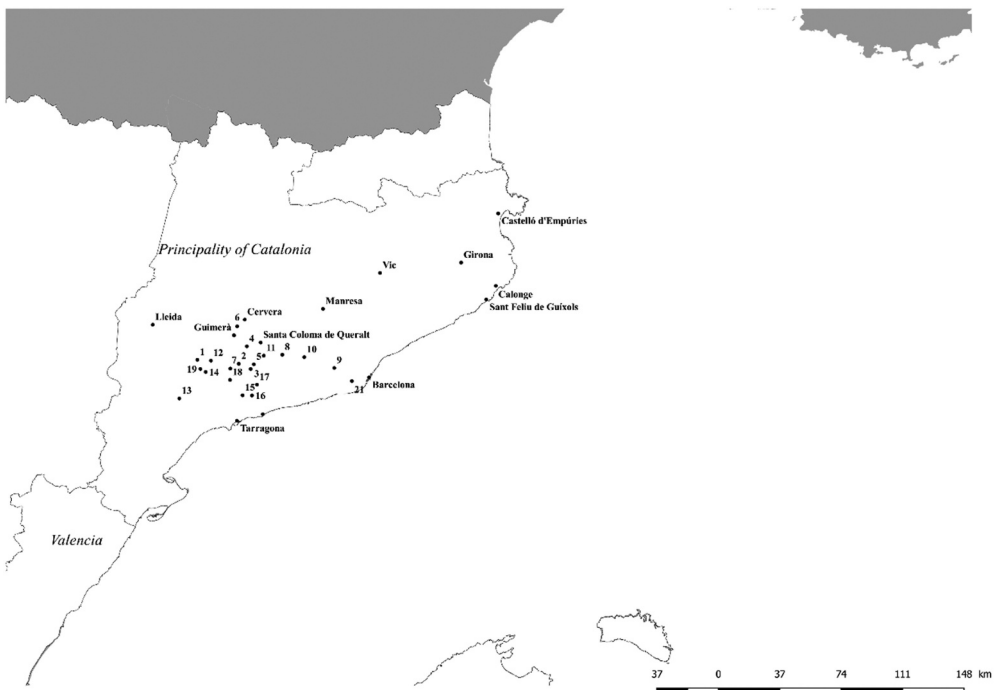 Castelló d'Empúries
Principality of Catalonia
Girona
Vic
Calonge
Manresa
Sant Feliu de Guíxols
Lleida
6
Cervera
Guimerà
4
Santa Coloma de Queralt
1
12
7
2
5
11
8
10
9
19
14
18
3
17
Barcelona
21
13
15
16
Tarragona
Valencia
37 0 37 74 111 148 km